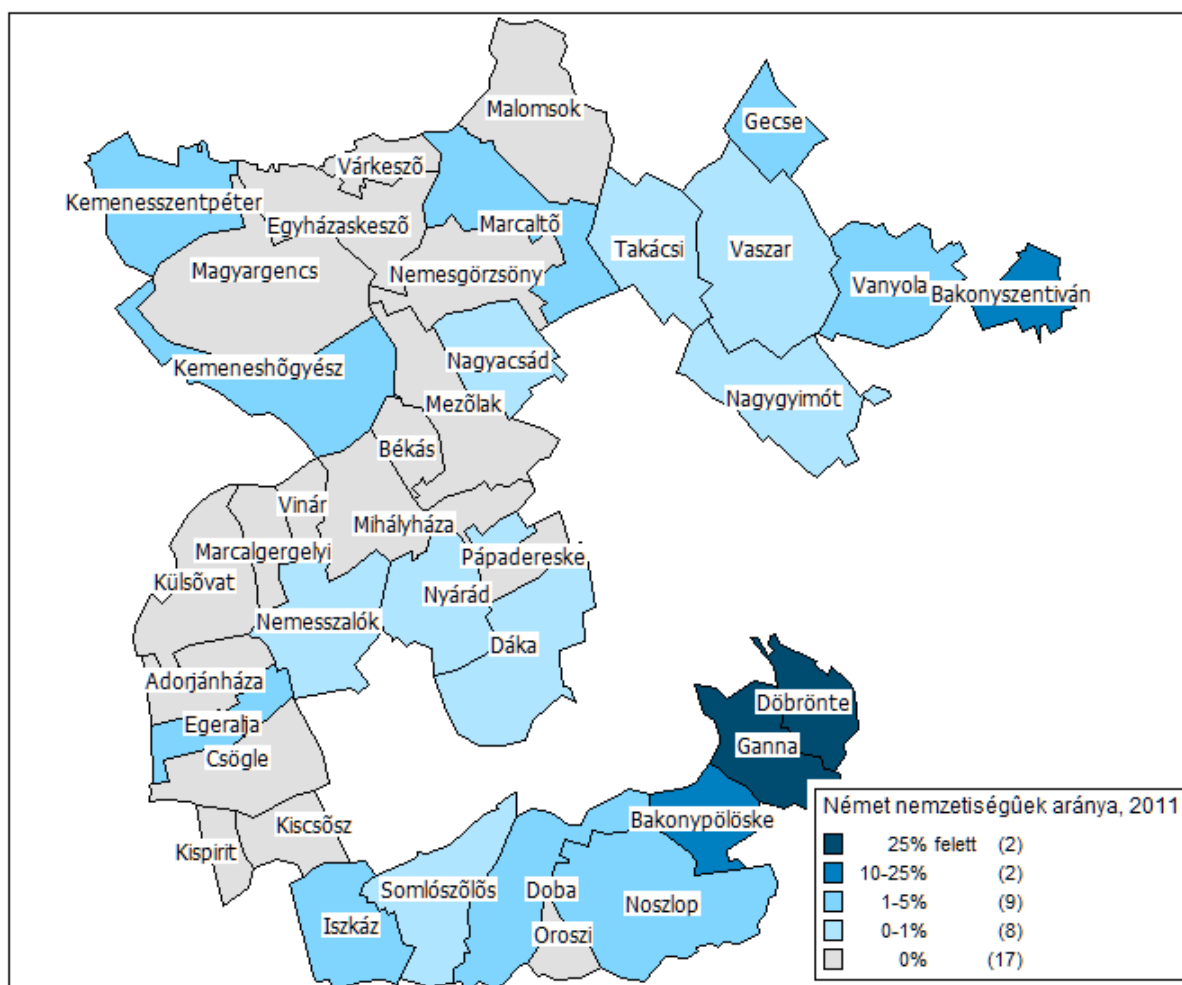 Malomsok
Gecse
Várkeszõ
Kemenesszentpéter
Egyházaskeszõ
Marcaltõ
Takácsi
Vaszar
Magyargencs
Nemesgörzsöny
Vanyola
Bakonyszentiván
Kemeneshõgyész
Nagyacsád
Mezõlak
Nagygyimót
Békás
Vinár
Mihályháza
Marcalgergelyi
Pápadereske
Külsõvat
Nyárád
Nemesszalók
Dáka
Adorjánháza
Döbrönte
Egeralja
Ganna
Csögle
Kiscsõsz
Bakonypölöske
Kispirit
Somlószõlõs
Doba
Noszlop
Iszkáz
Oroszi
Német nemzetiségûek aránya, 2011
25% felett (2)
10-25% (2)
1-5% (9)
0-1% (8)
0% (17)